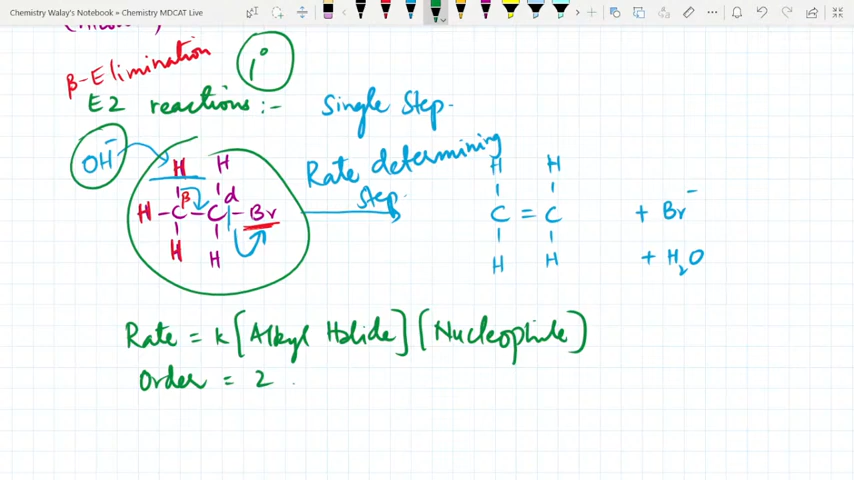 Chemistry Walay's Notebook » Chemistry MDCAT Live
β-Elimination
1°
E2 reactions :- Single Step.
Rate determining
Step.
OH⁻
H H H H
β α
H - C - C - Br C = C + Br⁻
H H H H + H₂O
Rate = k [Alkyl Halide] [Nucleophile]
Order = 2